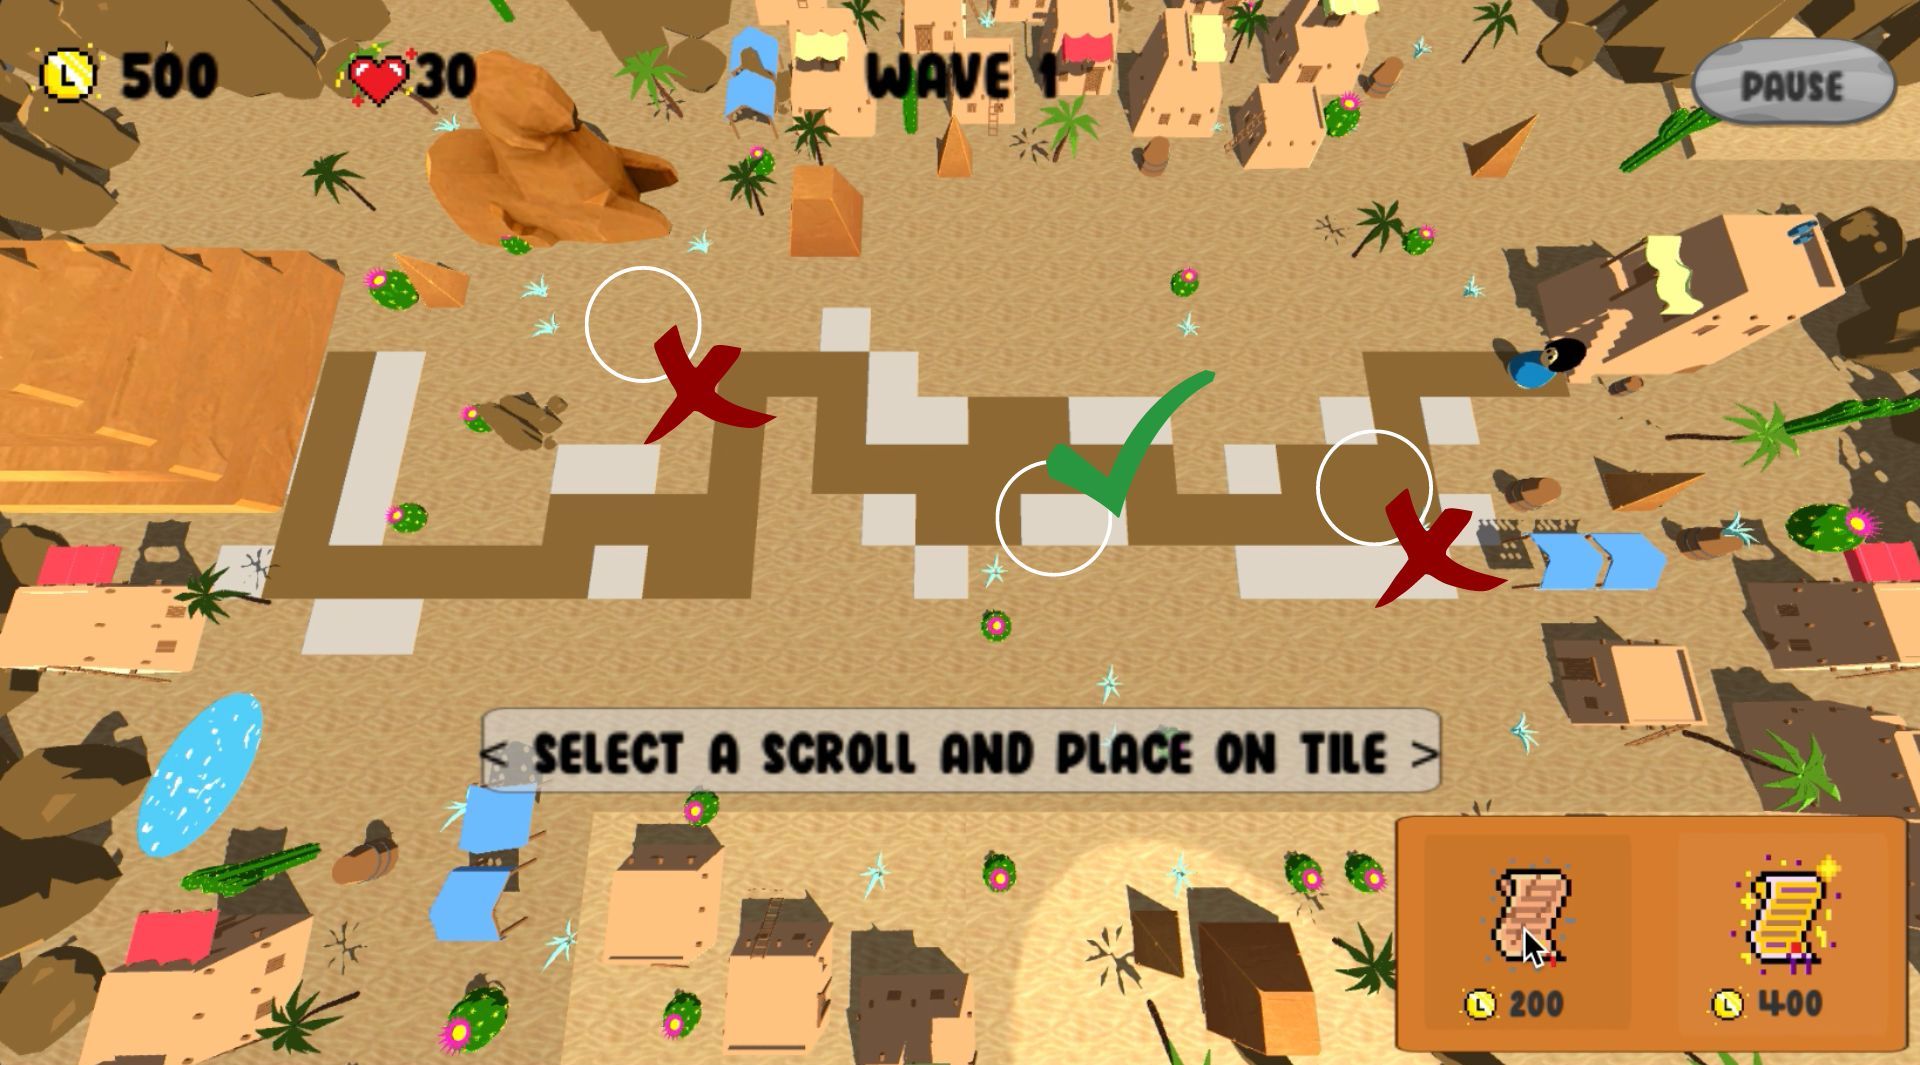 500
30
WAVE 1
PAUSE
< SELECT A SCROLL AND PLACE ON TILE >
L 200
L 400